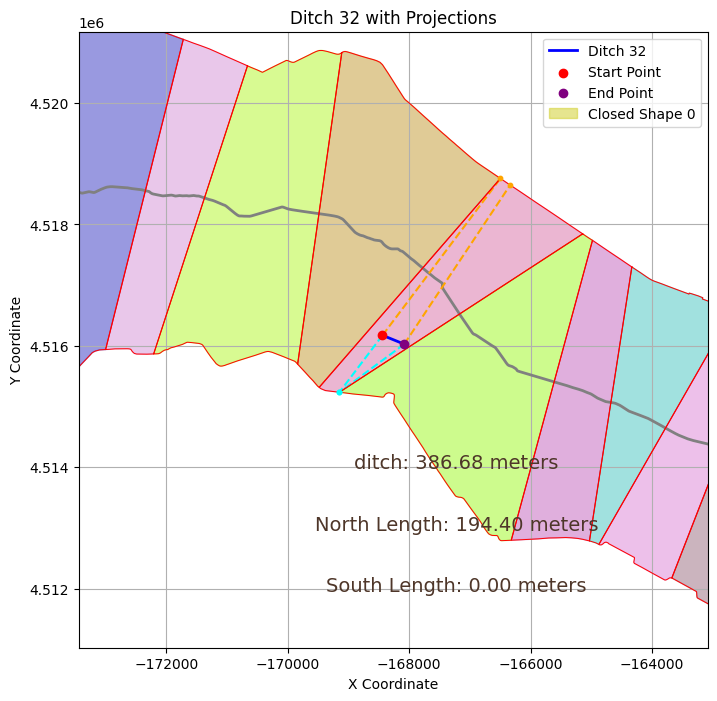 Ditch 32 with Projections
1e6
Ditch 32
Start Point
End Point
Closed Shape 0
4.520
4.518
4.516
4.514
4.512
Y Coordinate
ditch: 386.68 meters
North Length: 194.40 meters
South Length: 0.00 meters
−172000 −170000 −168000 −166000 −164000
X Coordinate